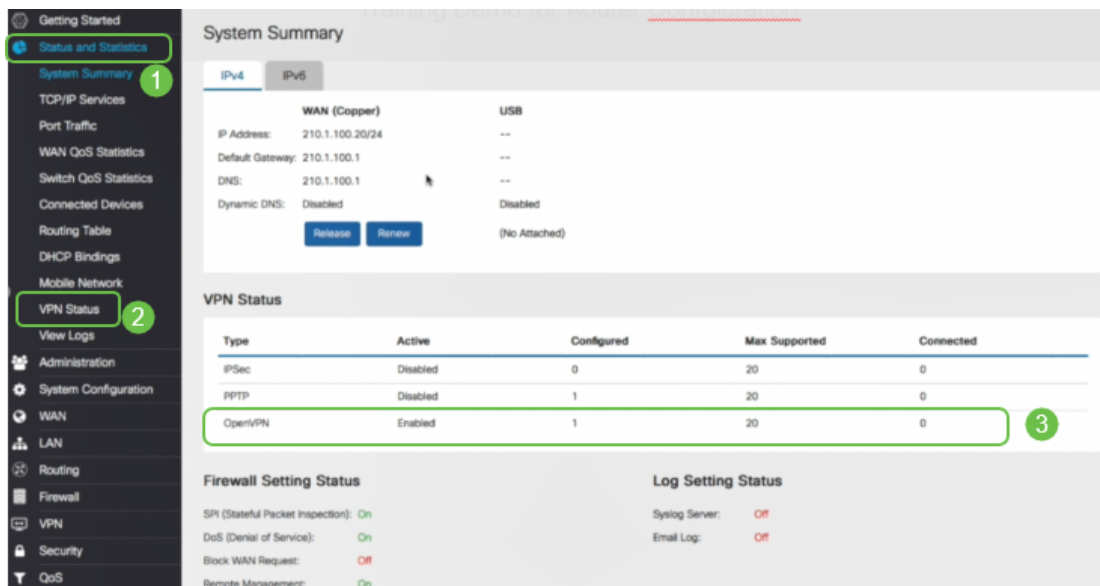 Training Demo for Router Configuration
Getting Started
Status and Statistics
1
System Summary
TCP/IP Services
Port Traffic
WAN QoS Statistics
Switch QoS Statistics
Connected Devices
Routing Table
DHCP Bindings
Mobile Network
VPN Status
2
View Logs
Administration
System Configuration
WAN
LAN
Routing
Firewall
VPN
Security
QoS
System Summary
IPv4 IPv6
WAN (Copper) USB
IP Address: 210.1.100.20/24 --
Default Gateway: 210.1.100.1 --
DNS: 210.1.100.1 --
Dynamic DNS: Disabled Disabled
Release Renew (No Attached)
VPN Status
Type Active Configured Max Supported Connected
IPSec Disabled 0 20 0
PPTP Disabled 1 20 0
OpenVPN Enabled 1 20 0 3
Firewall Setting Status
SPI (Stateful Packet Inspection): On
DoS (Denial of Service): On
Block WAN Request: Off
Remote Management: On
Log Setting Status
Syslog Server: Off
Email Log: Off